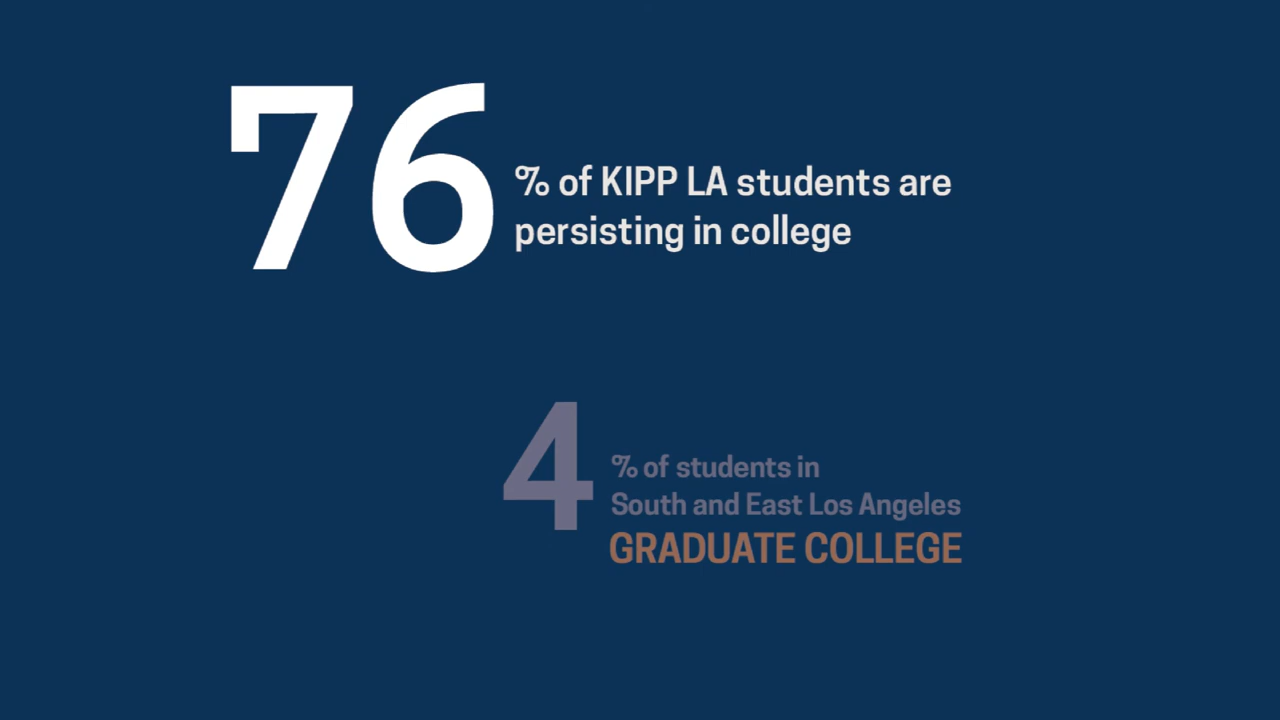 76% of KIPP LA students are
persisting in college
4% of students in
South and East Los Angeles
GRADUATE COLLEGE